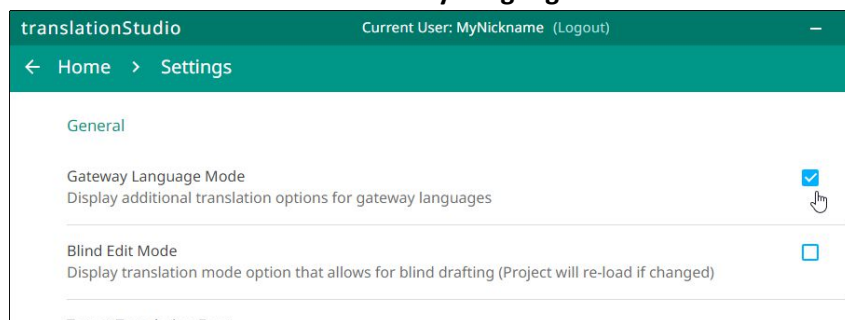 translationStudio Current User: MyNickname (Logout) –
← Home > Settings
General
Gateway Language Mode
Display additional translation options for gateway languages
Blind Edit Mode
Display translation mode option that allows for blind drafting (Project will re-load if changed)